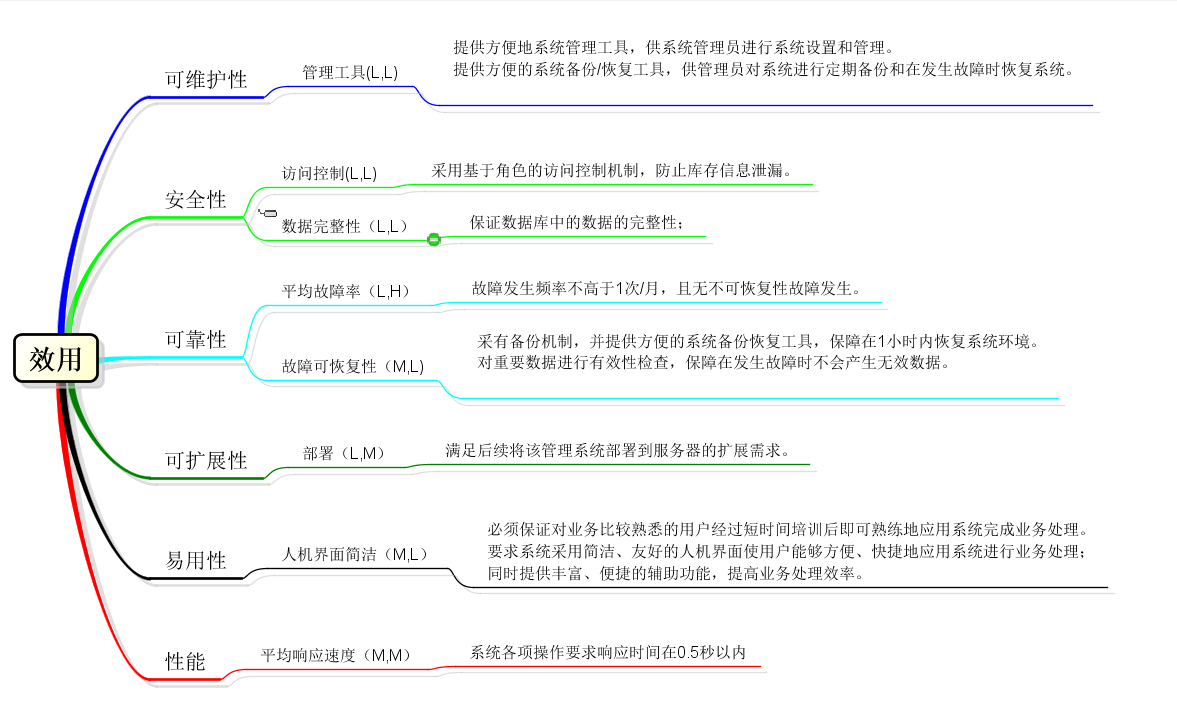 效用
可维护性
管理工具(L,L)
提供方便地系统管理工具，供系统管理员进行系统设置和管理。
提供方便的系统备份/恢复工具，供管理员对系统进行定期备份和在发生故障时恢复系统。
安全性
访问控制(L,L)
采用基于角色的访问控制机制，防止库存信息泄漏。
数据完整性（L,L）
保证数据库中的数据的完整性；
可靠性
平均故障率（L,H）
故障发生频率不高于1次/月，且无不可恢复性故障发生。
故障可恢复性（M,L)
采有备份机制，并提供方便的系统备份恢复工具，保障在1小时内恢复系统环境。
对重要数据进行有效性检查，保障在发生故障时不会产生无效数据。
可扩展性
部署（L,M）
满足后续将该管理系统部署到服务器的扩展需求。
易用性
人机界面简洁（M,L）
必须保证对业务比较熟悉的用户经过短时间培训后即可熟练地应用系统完成业务处理。
要求系统采用简洁、友好的人机界面使用户能够方便、快捷地应用系统进行业务处理；
同时提供丰富、便捷的辅助功能，提高业务处理效率。
性能
平均响应速度（M,M）
系统各项操作要求响应时间在0.5秒以内